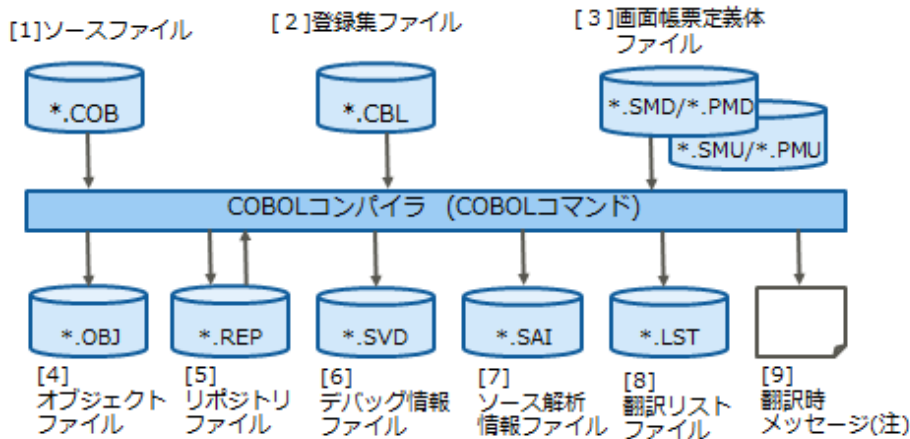 [1]ソースファイル
[２]登録集ファイル
[３]画面帳票定義体
ファイル
*.COB
*.CBL
*.SMD/*.PMD
*.SMU/*.PMU
COBOLコンパイラ (COBOLコマンド)
*.OBJ
*.REP
*.SVD
*.SAI
*.LST
[4]
オブジェクト
ファイル
[5]
リポジトリ
ファイル
[6]
デバッグ情報
ファイル
[7]
ソース解析
情報ファイル
[8]
翻訳リスト
ファイル
[9]
翻訳時
メッセージ(注)